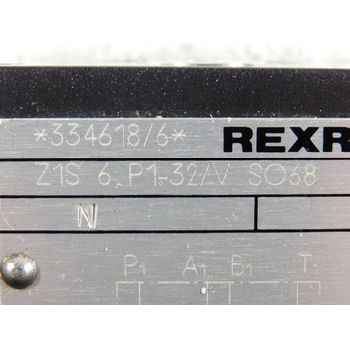 *334618/6* REXR
Z1S 6 P1-32/V SO68
N
P1 A1 B1 T1